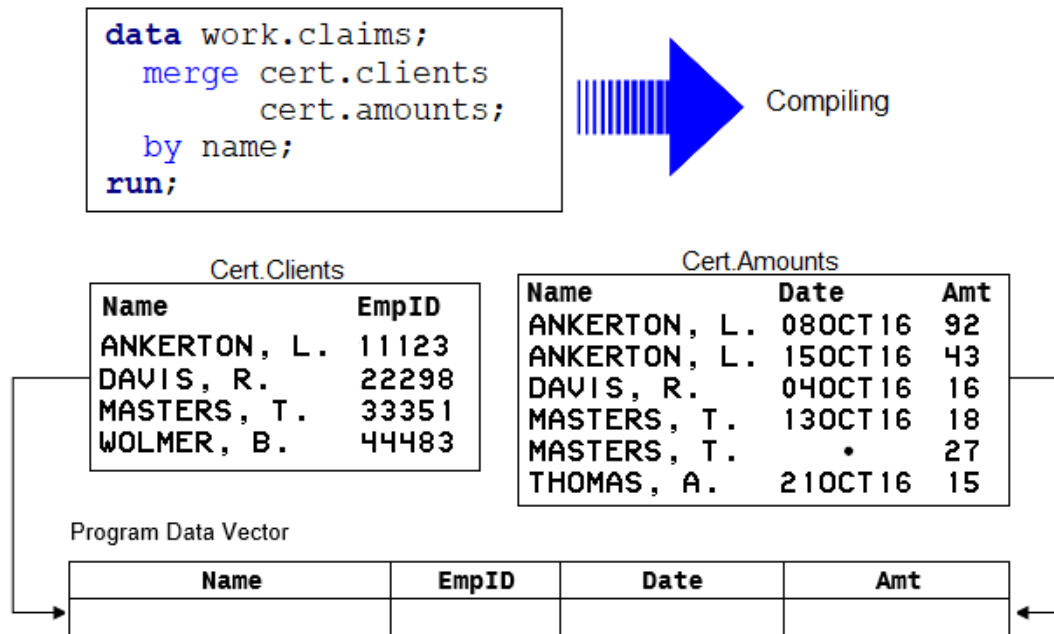 data work.claims;
merge cert.clients
cert.amounts;
by name;
run;
Compiling
Cert.Clients
Name EmpID
ANKERTON, L. 11123
DAVIS, R. 22298
MASTERS, T. 33351
WOLMER, B. 44483
Cert.Amounts
Name Date Amt
ANKERTON, L. 08OCT16 92
ANKERTON, L. 15OCT16 43
DAVIS, R. 04OCT16 16
MASTERS, T. 13OCT16 18
MASTERS, T. • 27
THOMAS, A. 21OCT16 15
Program Data Vector
Name EmpID Date Amt